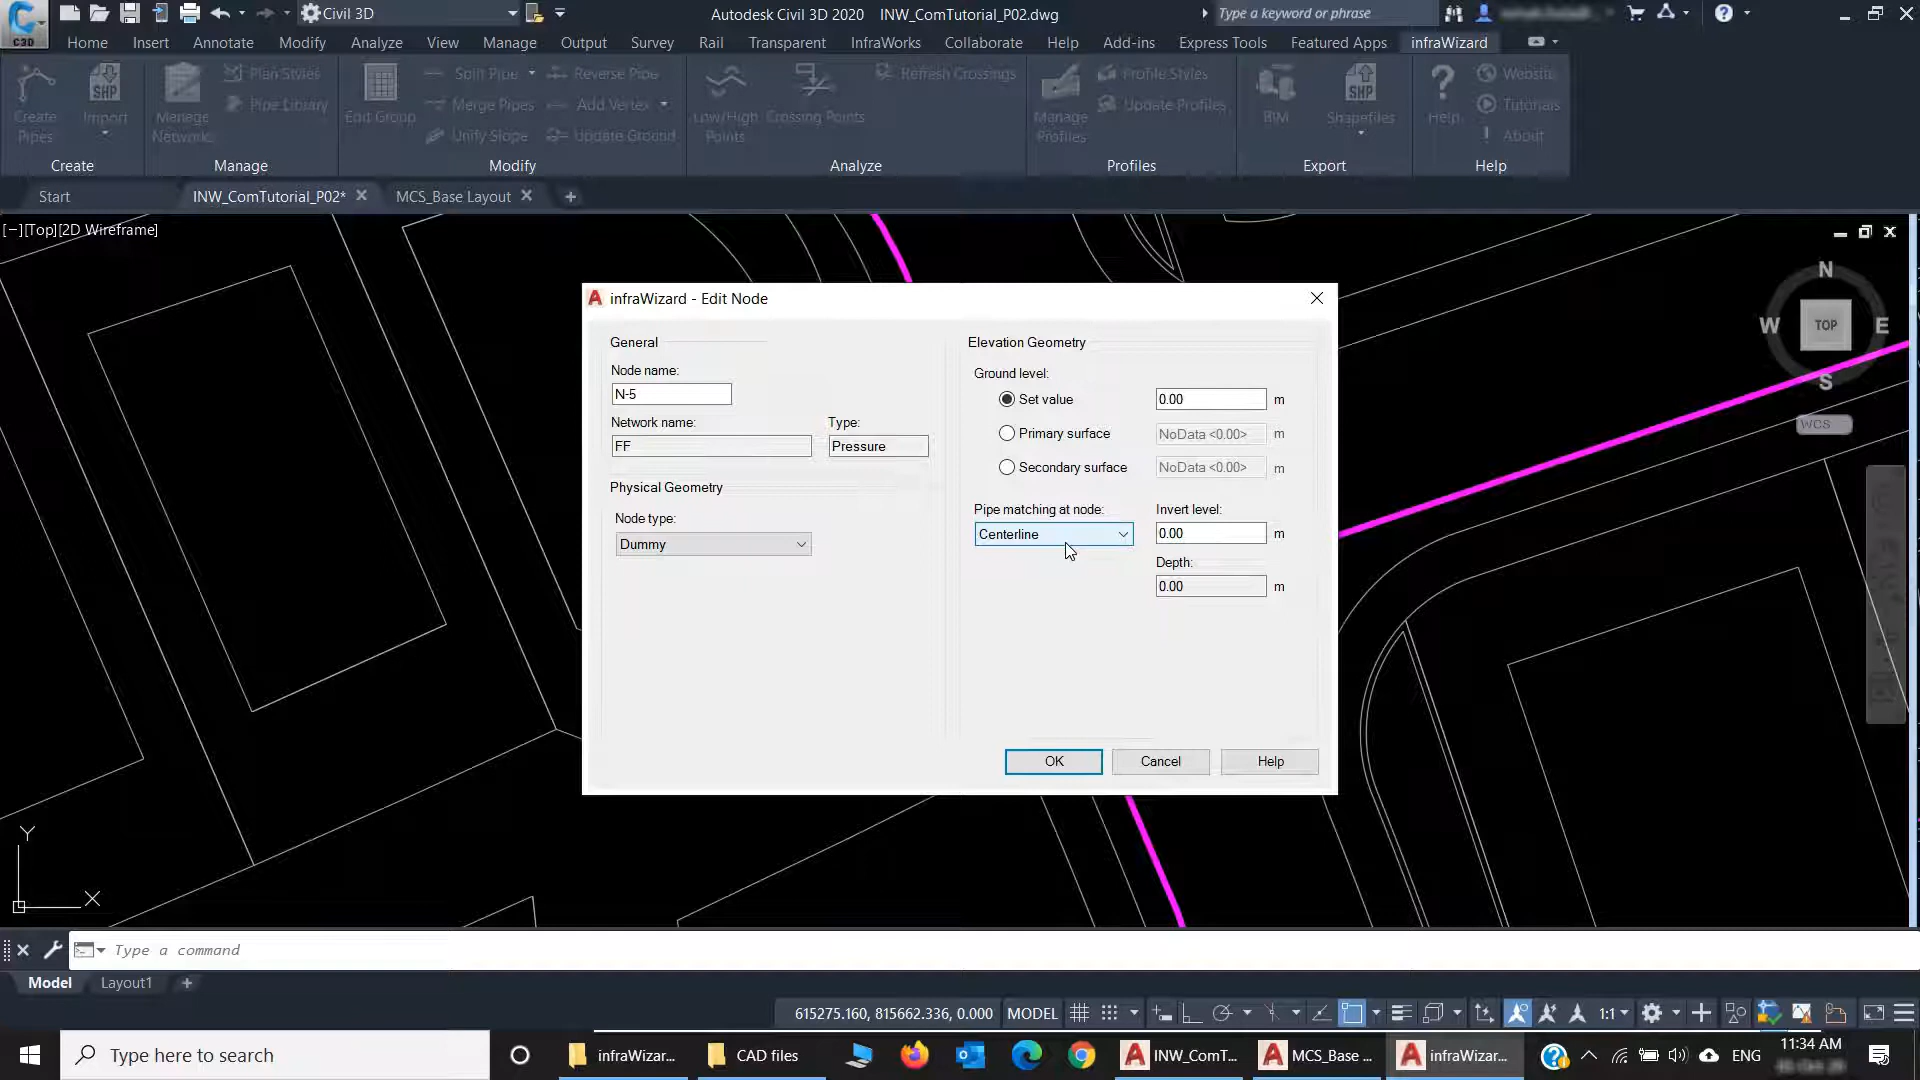 Civil 3D
Autodesk Civil 3D 2020 INW_ComTutorial_P02.dwg
Type a keyword or phrase
C3D
Home Insert Annotate Modify Analyze View Manage Output Survey Rail Transparent InfraWorks Collaborate Help Add-ins Express Tools Featured Apps infraWizard
Create Pipes
SHP
Import
Manage Networks
Plan Styles
Pipe Library
Edit Group
Split Pipe
Merge Pipes
Unify Slope
Reverse Pipe
Add Vertex
Update Ground
Low/High Points
Crossing Points
Refresh Crossings
Manage Profiles
Profile Styles
Update Profiles
BIM
SHP
Shapefiles
Help
Website
Tutorials
About
Create Manage Modify Analyze Profiles Export Help
Start INW_ComTutorial_P02* MCS_Base Layout
[−][Top][2D Wireframe]
N
W TOP E
S
WCS
infraWizard - Edit Node
General
Node name:
N-5
Network name: Type:
FF Pressure
Physical Geometry
Node type:
Dummy
Elevation Geometry
Ground level:
Set value 0.00 m
Primary surface NoData <0.00> m
Secondary surface NoData <0.00> m
Pipe matching at node: Invert level:
Centerline 0.00 m
Depth:
0.00 m
OK Cancel Help
Y
X
Type a command
Model Layout1
615275.160, 815662.336, 0.000 MODEL 1:1
Type here to search
infraWizar... CAD files INW_ComT... MCS_Base ... infraWizar...
ENG
11:34 AM